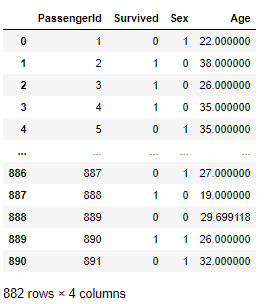 PassengerId Survived Sex Age
0 1 0 1 22.000000
1 2 1 0 38.000000
2 3 1 0 26.000000
3 4 1 0 35.000000
4 5 0 1 35.000000
... ... ... ... ...
886 887 0 1 27.000000
887 888 1 0 19.000000
888 889 0 0 29.699118
889 890 1 1 26.000000
890 891 0 1 32.000000
882 rows × 4 columns